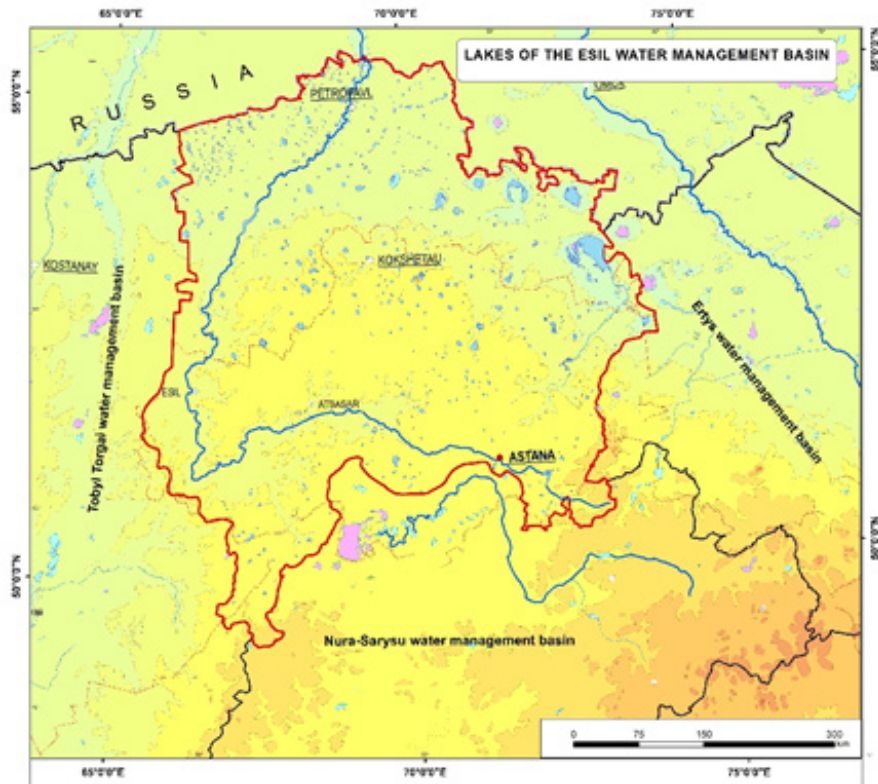 65°0'0"E 70°0'0"E 75°0'0"E
LAKES OF THE ESIL WATER MANAGEMENT BASIN
RUSSIA
PETROPAVL
55°0'0"N
KOSTANAY
KOKSHETAU
Tobyl Torgai water management basin
Ertys water management basin
ESIL
ATBASAR
ASTANA
50°0'0"N
Nura-Sarysu water management basin
0 75 150 300
65°0'0"E 70°0'0"E 75°0'0"E